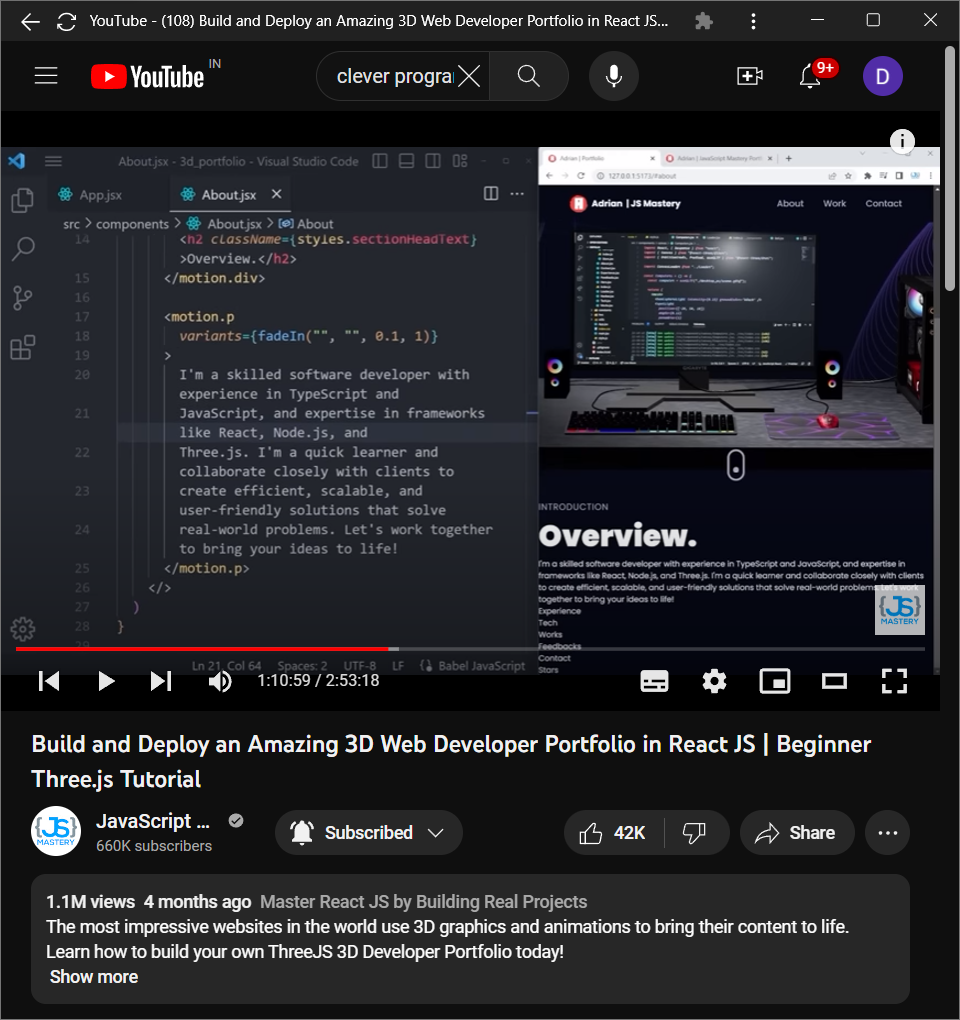 YouTube - (108) Build and Deploy an Amazing 3D Web Developer Portfolio in React JS...
YouTube IN
clever progra
9+
D
About.jsx - 3d_portfolio - Visual Studio Code
App.jsx
About.jsx
src > components > About.jsx > About
14 <h2 className={styles.sectionHeadText}
>Overview.</h2>
15 </motion.div>
16
17 <motion.p
18 variants={fadeIn("", "", 0.1, 1)}
19 >
20 I'm a skilled software developer with
experience in TypeScript and
21 JavaScript, and expertise in frameworks
like React, Node.js, and
22 Three.js. I'm a quick learner and
collaborate closely with clients to
23 create efficient, scalable, and
user-friendly solutions that solve
24 real-world problems. Let's work together
to bring your ideas to life!
25 </motion.p>
26 </>
27 )
28 }
29
Ln 21, Col 64 Spaces: 2 UTF-8 LF Babel JavaScript
Adrian | Portfolio
Adrian | JavaScript Mastery Portf
127.0.0.1:5173/#about
Adrian | JS Mastery
About Work Contact
INTRODUCTION
Overview.
I'm a skilled software developer with experience in TypeScript and JavaScript, and expertise in
frameworks like React, Node.js, and Three.js. I'm a quick learner and collaborate closely with clients
to create efficient, scalable, and user-friendly solutions that solve real-world problems. Let's work
together to bring your ideas to life!
Experience
Tech
Works
Feedbacks
Contact
Stars
JS
MASTERY
1:10:59 / 2:53:18
Build and Deploy an Amazing 3D Web Developer Portfolio in React JS | Beginner
Three.js Tutorial
JS
MASTERY
JavaScript ...
660K subscribers
Subscribed
42K
Share
1.1M views 4 months ago Master React JS by Building Real Projects
The most impressive websites in the world use 3D graphics and animations to bring their content to life.
Learn how to build your own ThreeJS 3D Developer Portfolio today!
Show more